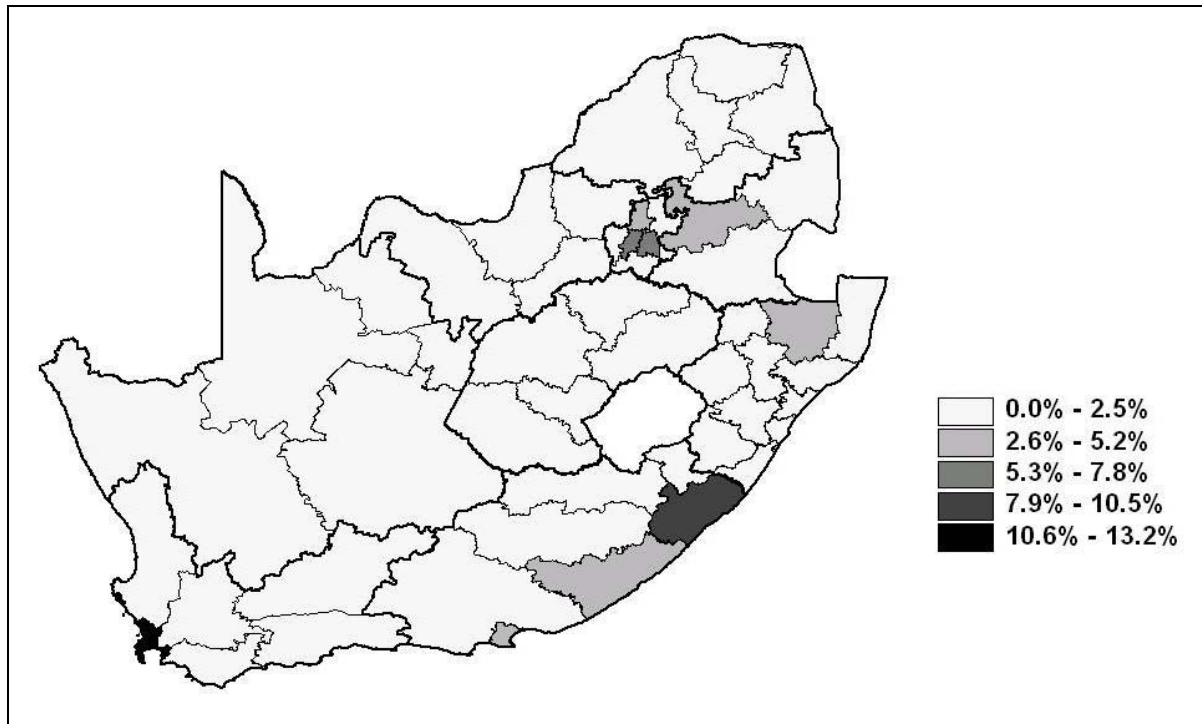 0.0% - 2.5%
2.6% - 5.2%
5.3% - 7.8%
7.9% - 10.5%
10.6% - 13.2%